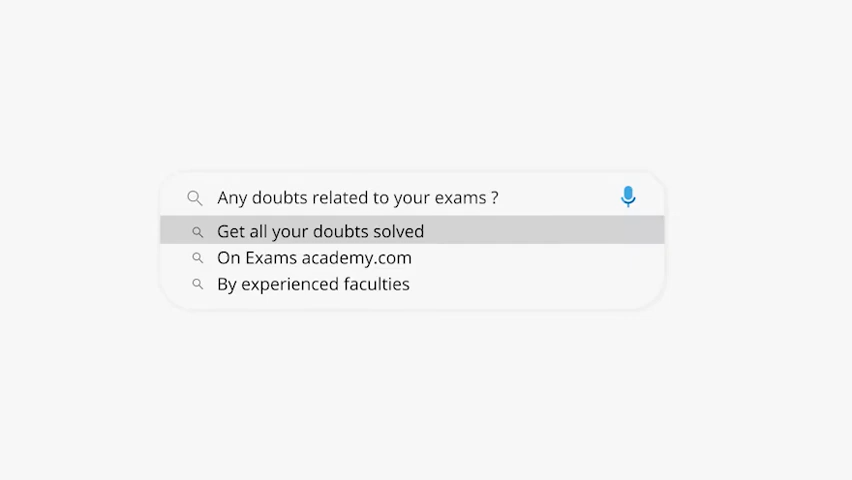 Any doubts related to your exams ?
Get all your doubts solved
On Exams academy.com
By experienced faculties